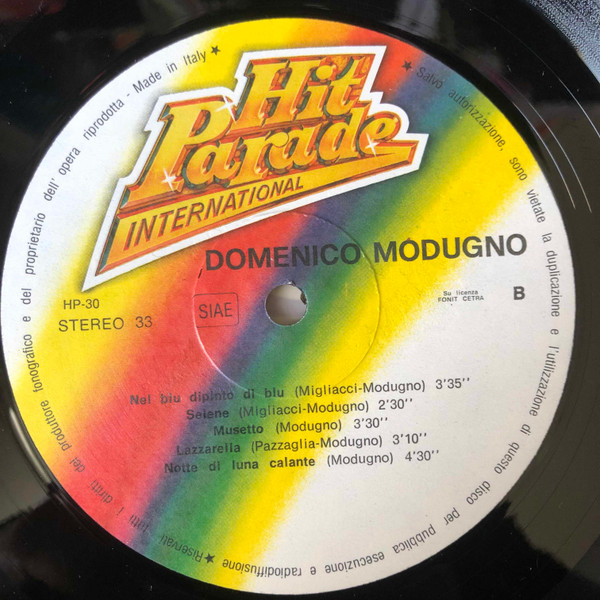 Hit
Parade
INTERNATIONAL
DOMENICO MODUGNO
HP-30
STEREO 33
SIAE
Su licenza
FONIT CETRA
B
Nel biu dipinto di blu (Migliacci-Modugno) 3'35''
Selene (Migliacci-Modugno) 2'30''
Musetto (Modugno) 3'30''
Lazzarella (Pazzaglia-Modugno) 3'10''
Notte di luna calante (Modugno) 4'30''
★Riservati tutti i diritti del produttore fonografico e del proprietario dell'opera riprodotta - Made in Italy★
★Salvo autorizzazione, sono vietate la duplicazione e l'utilizzazione di questo disco per pubblica esecuzione e radiodiffusione